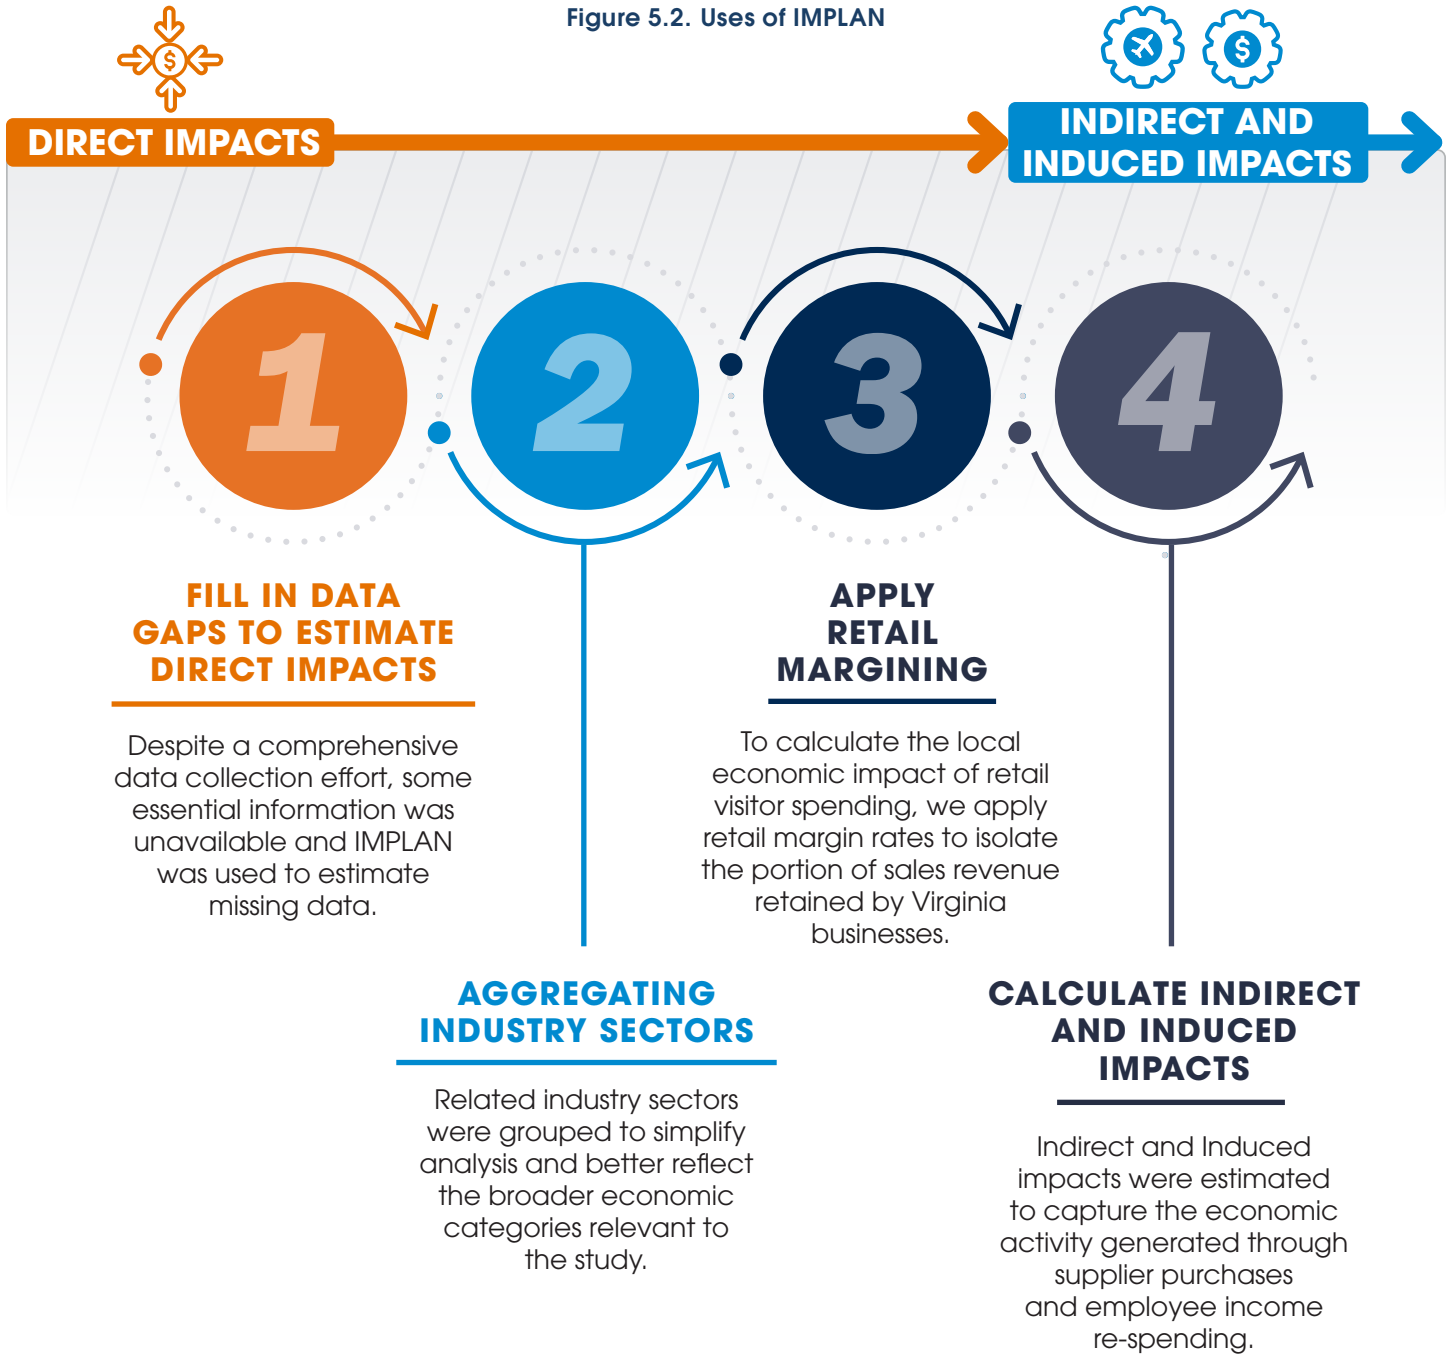 Figure 5.2. Uses of IMPLAN
$
$
DIRECT IMPACTS
INDIRECT AND
INDUCED IMPACTS
1
2
3
4
FILL IN DATA
GAPS TO ESTIMATE
DIRECT IMPACTS
Despite a comprehensive
data collection effort, some
essential information was
unavailable and IMPLAN
was used to estimate
missing data.
AGGREGATING
INDUSTRY SECTORS
Related industry sectors
were grouped to simplify
analysis and better reflect
the broader economic
categories relevant to
the study.
APPLY
RETAIL
MARGINING
To calculate the local
economic impact of retail
visitor spending, we apply
retail margin rates to isolate
the portion of sales revenue
retained by Virginia
businesses.
CALCULATE INDIRECT
AND INDUCED
IMPACTS
Indirect and Induced
impacts were estimated
to capture the economic
activity generated through
supplier purchases
and employee income
re-spending.